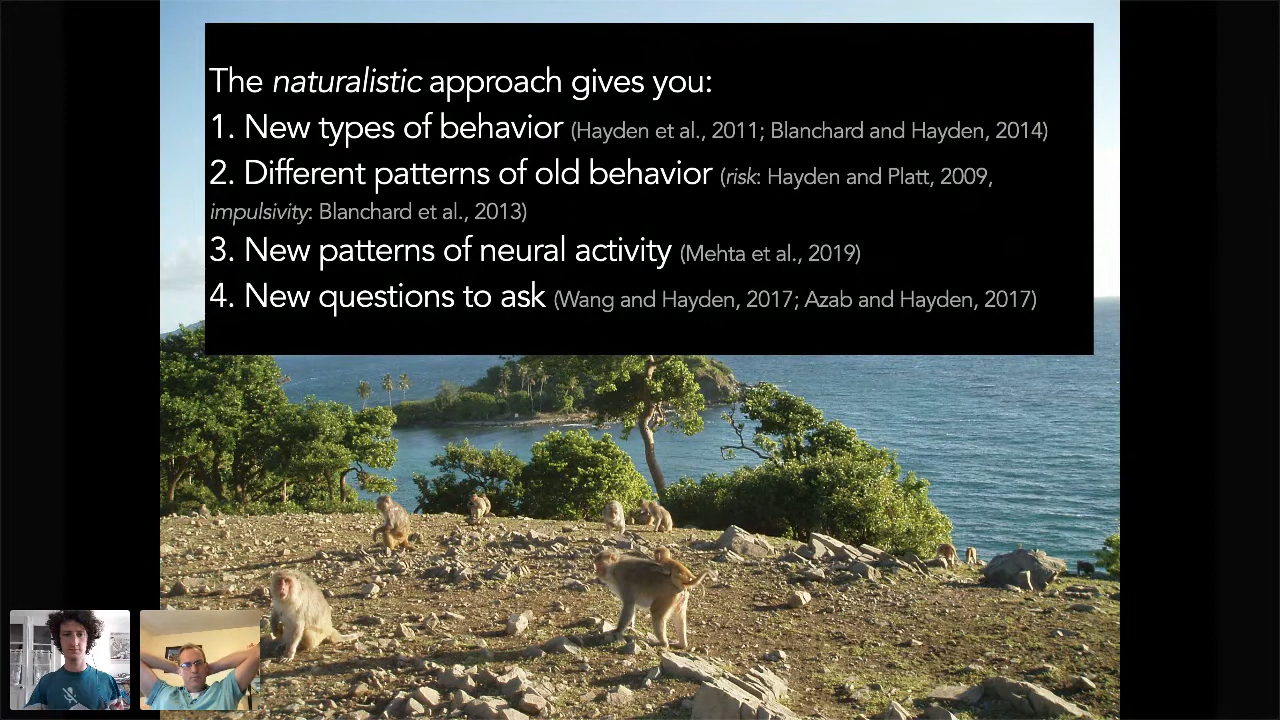 The naturalistic approach gives you:
1. New types of behavior (Hayden et al., 2011; Blanchard and Hayden, 2014)
2. Different patterns of old behavior (risk: Hayden and Platt, 2009,
impulsivity: Blanchard et al., 2013)
3. New patterns of neural activity (Mehta et al., 2019)
4. New questions to ask (Wang and Hayden, 2017; Azab and Hayden, 2017)